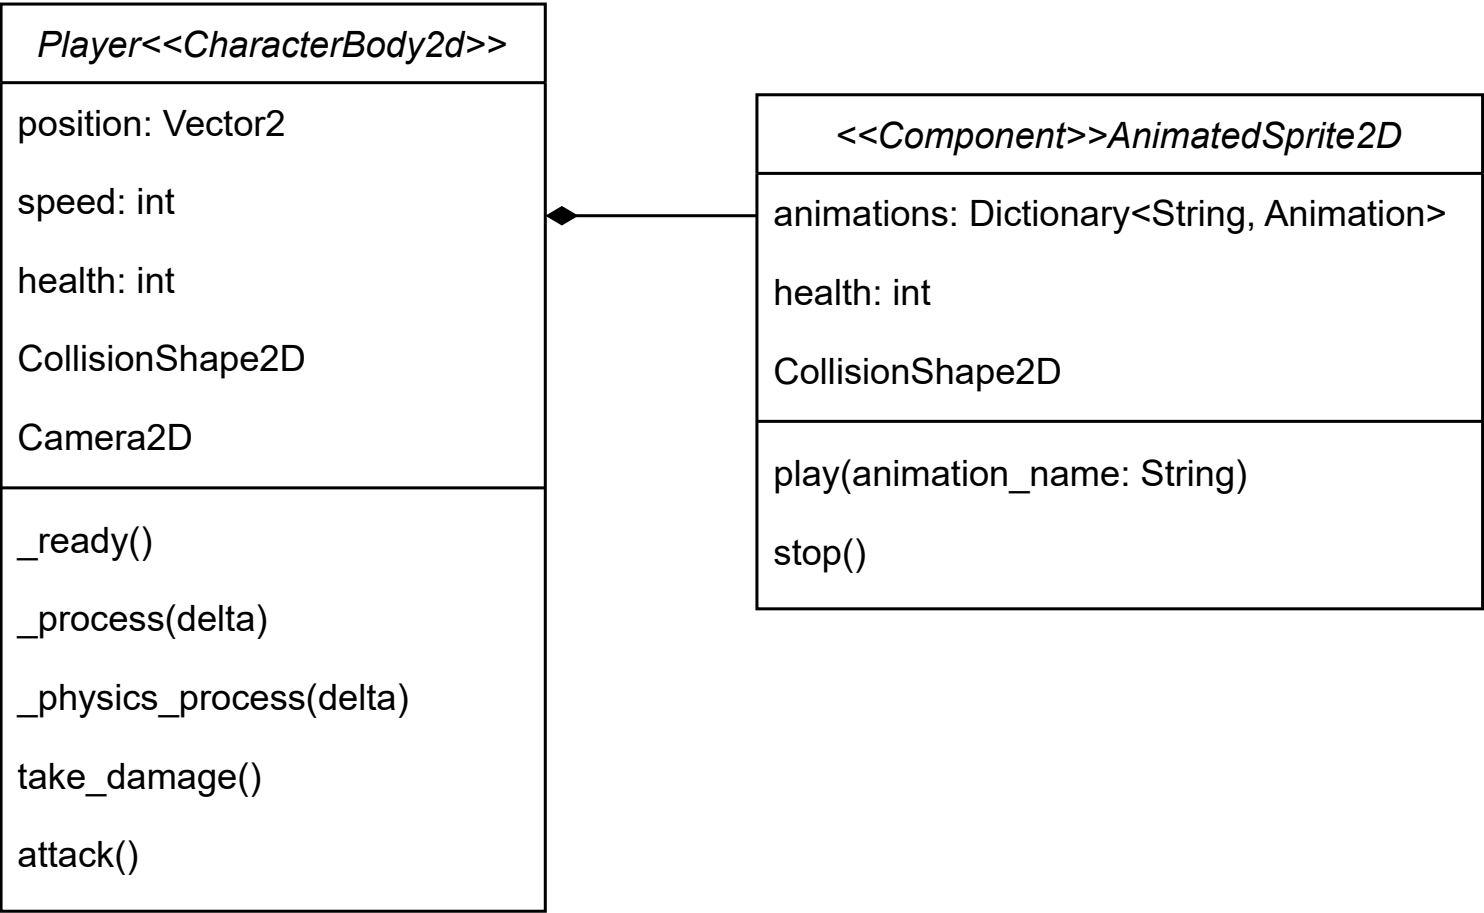 Player<<CharacterBody2d>>
position: Vector2
speed: int
health: int
CollisionShape2D
Camera2D
_ready()
_process(delta)
_physics_process(delta)
take_damage()
attack()
<<Component>>AnimatedSprite2D
animations: Dictionary<String, Animation>
health: int
CollisionShape2D
play(animation_name: String)
stop()